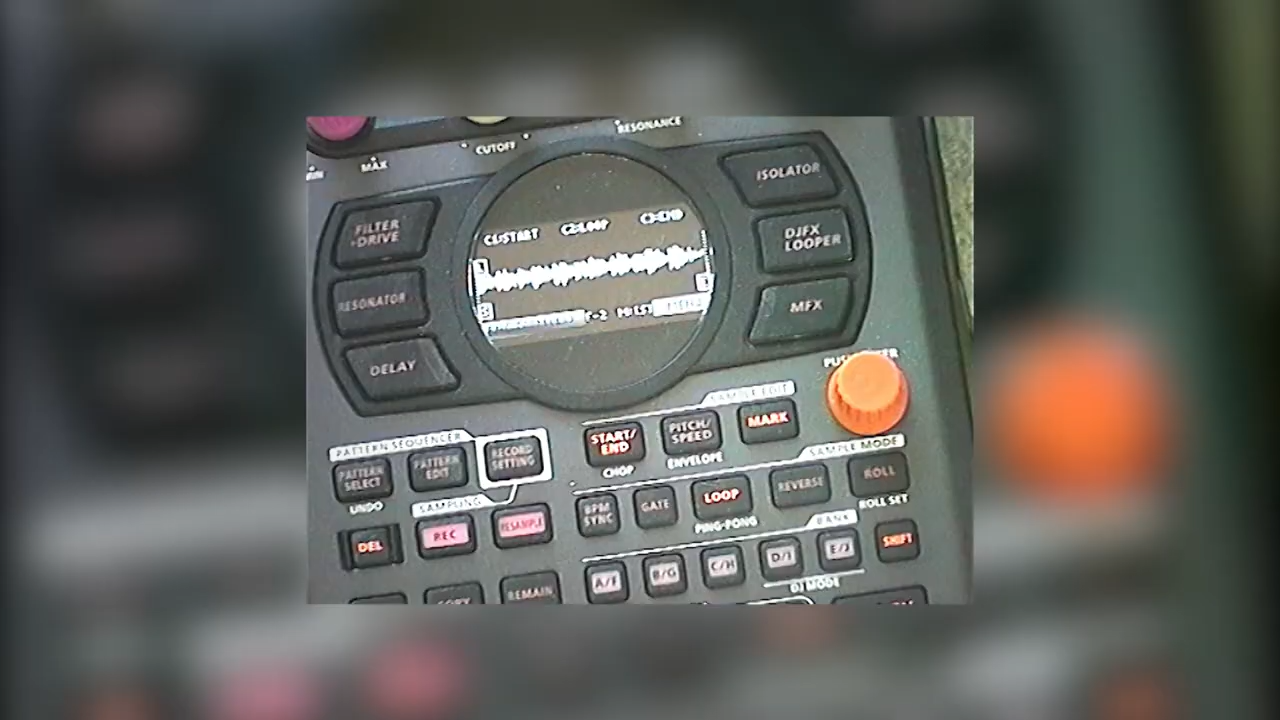 RESONANCE
CUTOFF
MAX
ISOLATOR
FILTER
+DRIVE
DJFX
LOOPER
C1:START C2:LOOP C3:END
RESONATOR
MFX
DELAY
SAMPLE EDIT
START/
END
PITCH/
SPEED
MARK
CHOP
ENVELOPE
PATTERN SEQUENCER
PATTERN
SELECT
PATTERN
EDIT
RECORD
SETTING
SAMPLE MODE
UNDO
SAMPLING
BPM
SYNC
GATE
LOOP
REVERSE
ROLL
PING-PONG
ROLL SET
DEL
REC
RESAMPLE
BANK
A/F
B/G
C/H
D/I
E/J
SHIFT
DJ MODE
COPY
REMAIN